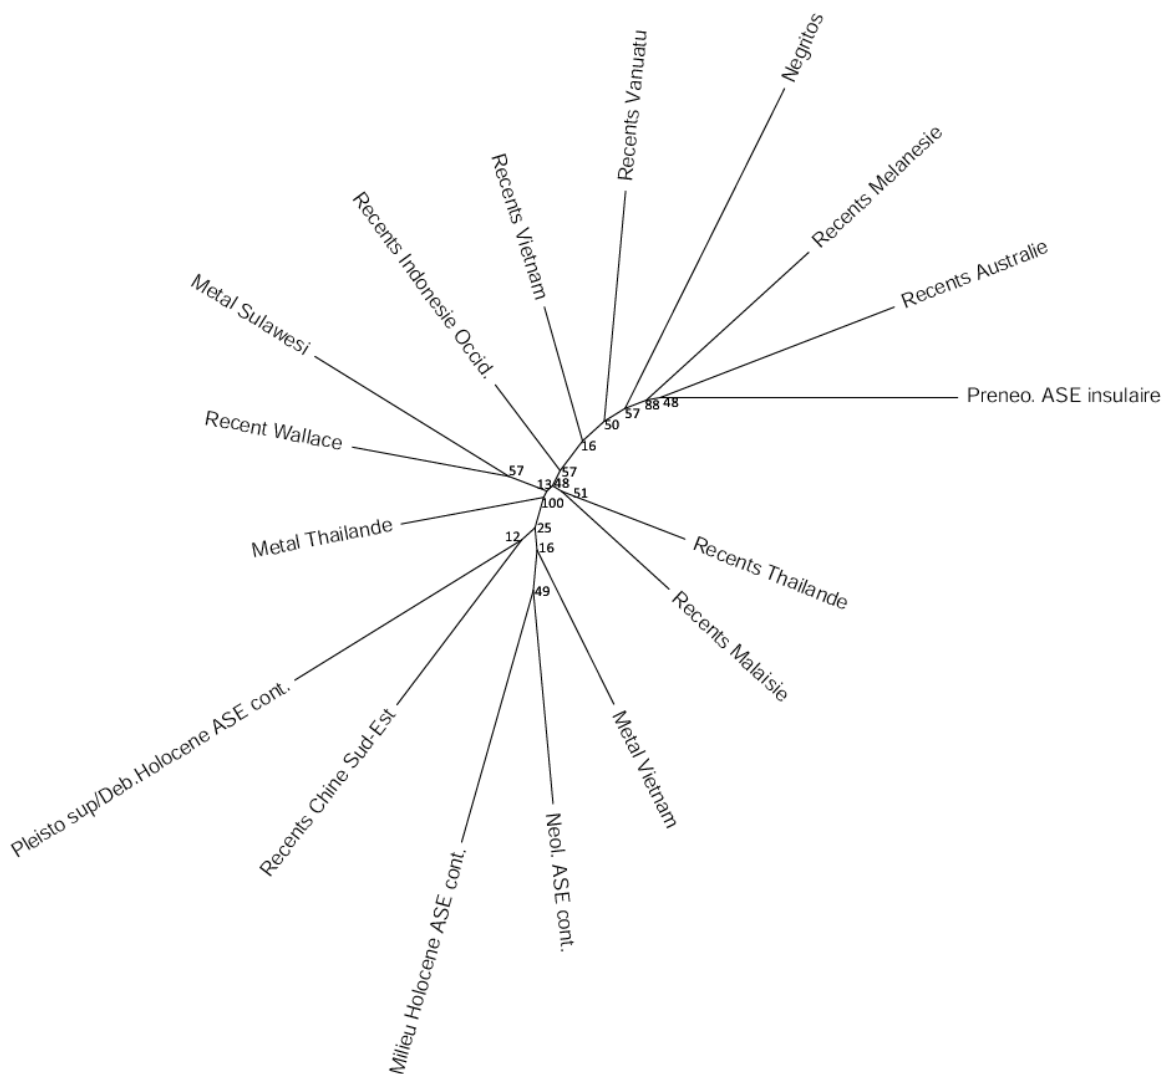 Negritos
Recents Vanuatu
Recents Melanesie
Recents Vietnam
Recents Indonesie Occid.
Recents Australie
Metal Sulawesi
Preneo. ASE insulaire
88 48
57
50
Recent Wallace
16
57
57
13 48
51
100
Metal Thailande
25
12
16
Recents Thailande
49
Recents Malaisie
Pleisto sup/Deb.Holocene ASE cont.
Recents Chine Sud-Est
Metal Vietnam
Neol. ASE cont.
Milieu Holocene ASE cont.